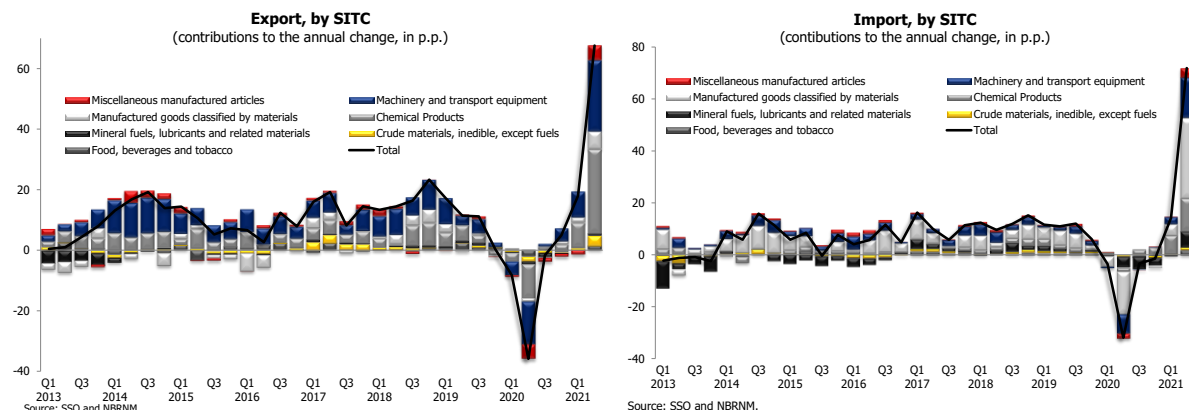 Export, by SITC
(contributions to the annual change, in p.p.)
60
40
20
0
-20
-40
Miscellaneous manufactured articles
Machinery and transport equipment
Manufactured goods classified by materials
Chemical Products
Mineral fuels, lubricants and related materials
Crude materials, inedible, except fuels
Food, beverages and tobacco
Total
Q1 Q3 Q1 Q3 Q1 Q3 Q1 Q3 Q1 Q3 Q1 Q3 Q1 Q3 Q1 Q3 Q1
2013 2014 2015 2016 2017 2018 2019 2020 2021
Source: SSO and NBRNM.
Import, by SITC
(contibutions to the annual change, in p.p.)
80
60
40
20
0
-20
-40
Miscellaneous manufactured articles
Machinery and transport equipment
Manufactured goods classified by materials
Chemical Products
Mineral fuels, lubricants and related materials
Crude materials, inedible, except fuels
Food, beverages and tobacco
Total
Q1 Q3 Q1 Q3 Q1 Q3 Q1 Q3 Q1 Q3 Q1 Q3 Q1 Q3 Q1 Q3 Q1
2013 2014 2015 2016 2017 2018 2019 2020 2021
Source: SSO and NBRNM.